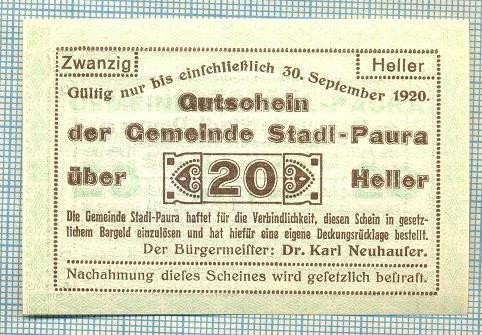 Zwanzig Heller
Gültig nur bis einſchließlich 30. September 1920.
Gutschein
der Gemeinde Stadl-Paura
über 20 Heller
Die Gemeinde Stadl-Paura haftet für die Verbindlichkeit, dieſen Schein in geſetz-
lichem Bargeld einzulöſen und hat hiefür eine eigene Deckungsrücklage beſtellt.
Der Bürgermeiſter: Dr. Karl Neuhauſer.
Nachahmung dieſes Scheines wird geſetzlich beſtraft.